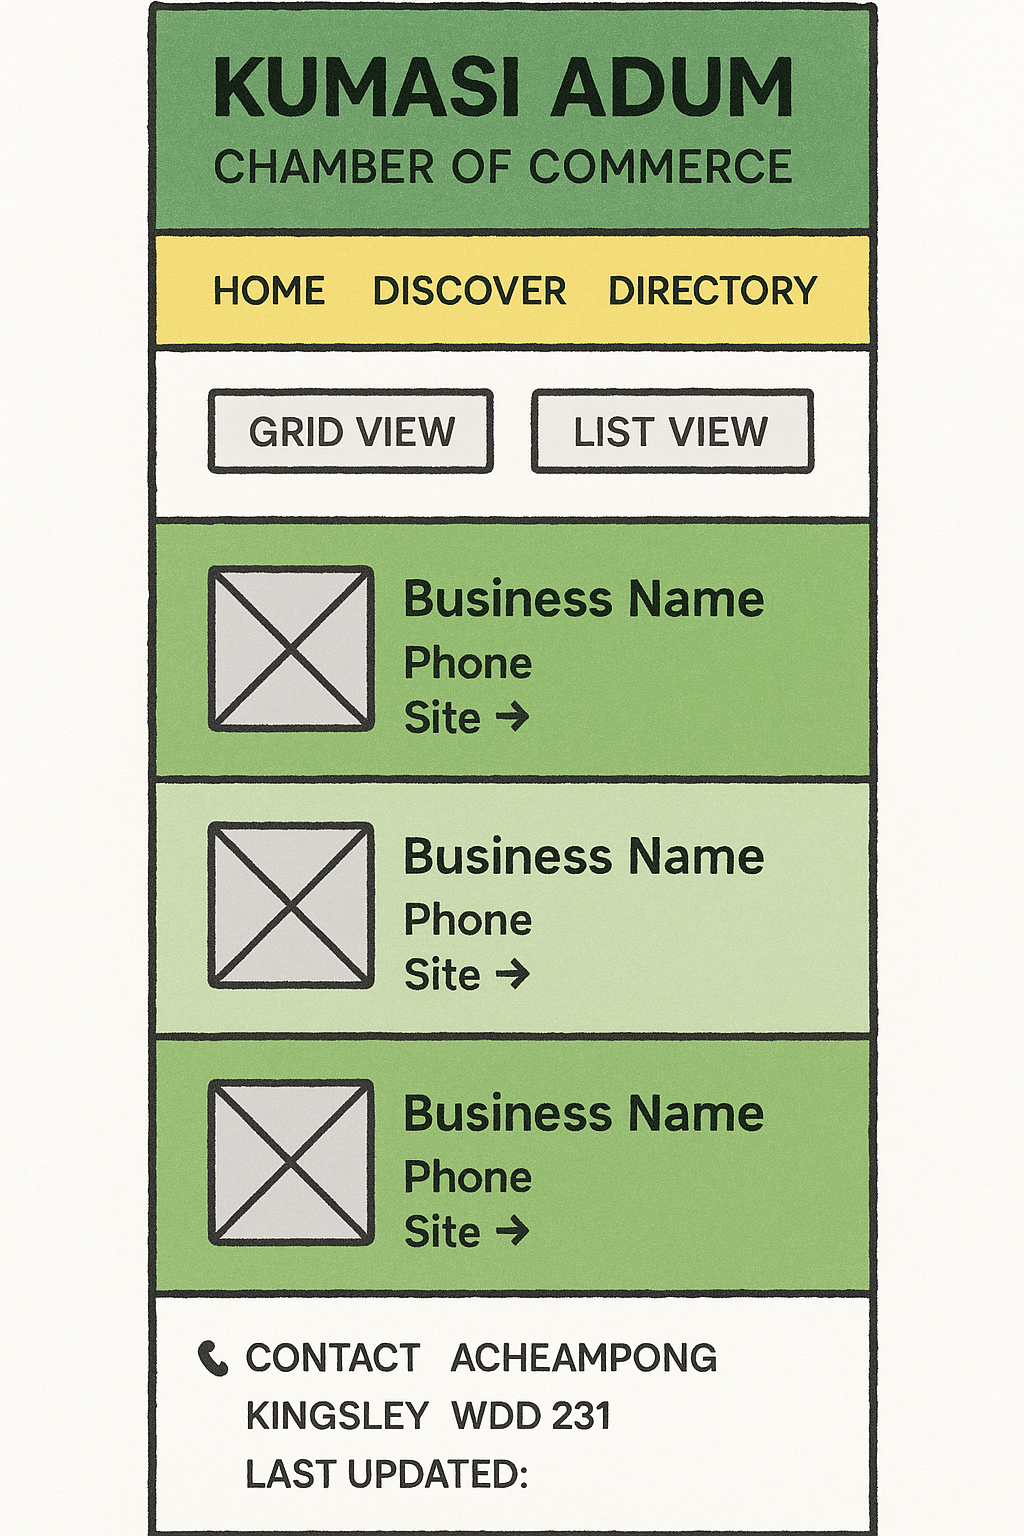 KUMASI ADUM
CHAMBER OF COMMERCE
HOME DISCOVER DIRECTORY
GRID VIEW LIST VIEW
Business Name
Phone
Site →
Business Name
Phone
Site →
Business Name
Phone
Site →
CONTACT ACHEAMPONG
KINGSLEY WDD 231
LAST UPDATED: